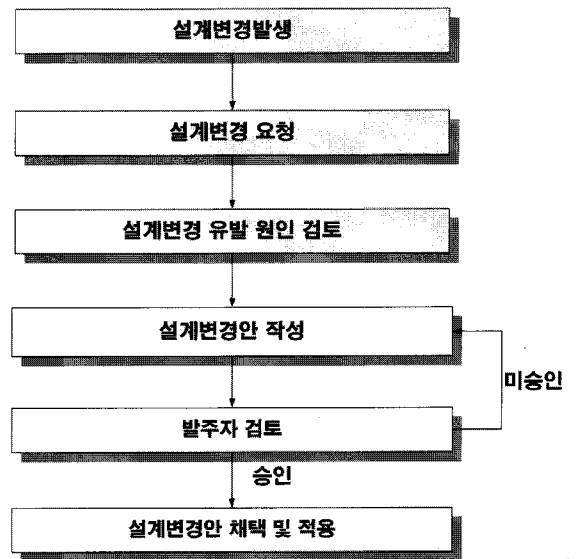 설계변경발생
설계변경 요청
설계변경 유발 원인 검토
설계변경안 작성
미승인
발주자 검토
승인
설계변경안 채택 및 적용